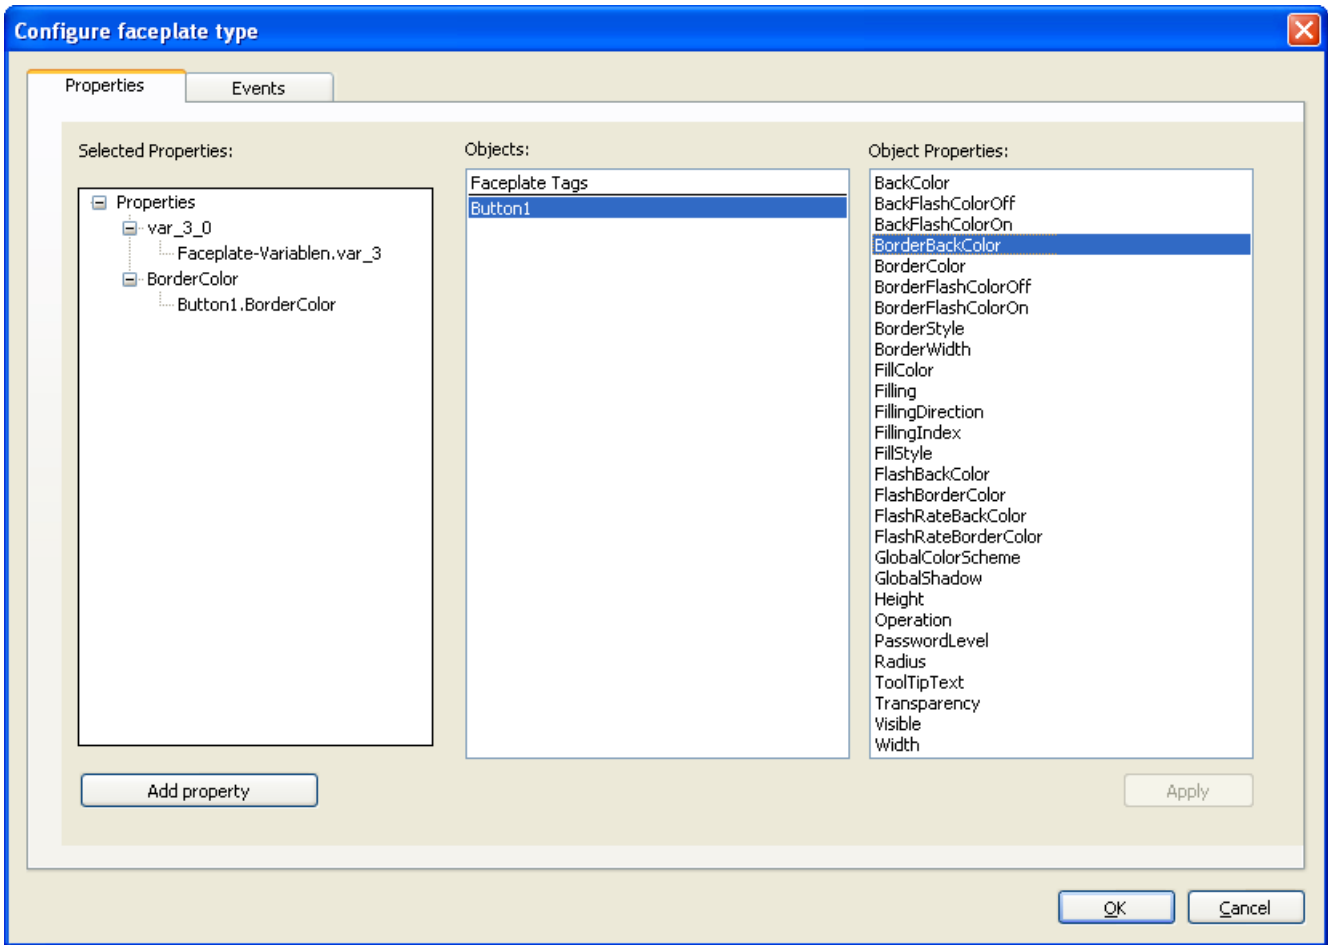 Configure faceplate type
Properties
Events
Selected Properties:
Properties
var_3_0
Faceplate-Variablen.var_3
BorderColor
Button1.BorderColor
Add property
Objects:
Faceplate Tags
Button1
Object Properties:
BackColor
BackFlashColorOff
BackFlashColorOn
BorderBackColor
BorderColor
BorderFlashColorOff
BorderFlashColorOn
BorderStyle
BorderWidth
FillColor
Filling
FillingDirection
FillingIndex
FillStyle
FlashBackColor
FlashBorderColor
FlashRateBackColor
FlashRateBorderColor
GlobalColorScheme
GlobalShadow
Height
Operation
PasswordLevel
Radius
ToolTipText
Transparency
Visible
Width
Apply
OK
Cancel